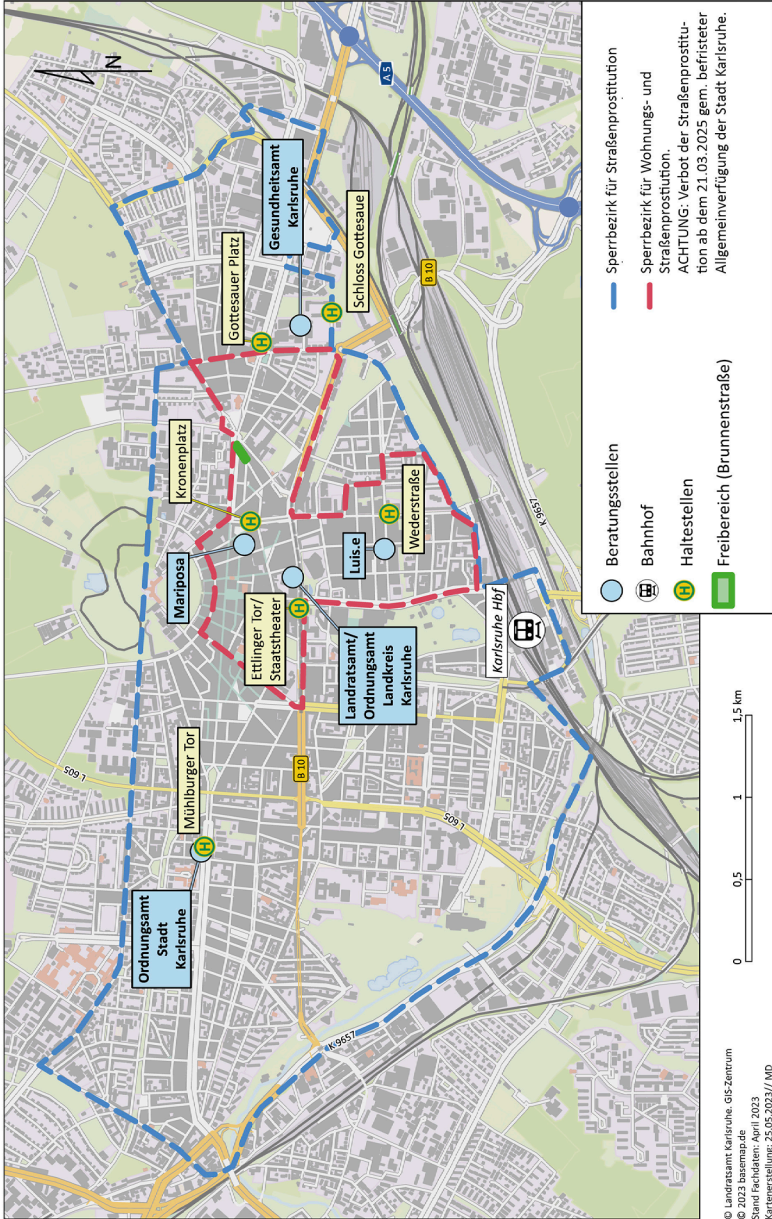 N
L 605
L 605
B 10
B 10
A 5
K 9657
K 9657
Ordnungsamt
Stadt
Karlsruhe
Mühlburger Tor
Mariposa
Kronenplatz
Gottesauer Platz
Gesundheitsamt
Karlsruhe
Schloss Gottesaue
Ettlinger Tor/
Staatstheater
Landratsamt/
Ordnungsamt
Landkreis
Karlsruhe
Luis.e
Wederstraße
Karlsruhe Hbf
H
H
H
H
H
H
Beratungsstellen
Bahnhof
H Haltestellen
Freibereich (Brunnenstraße)
Sperrbezirk für Straßenprostitution
Sperrbezirk für Wohnungs- und
Straßenprostitution.
ACHTUNG: Verbot der Straßenprostitu-
tion ab dem 21.03.2025 gem. befristeter
Allgemeinverfügung der Stadt Karlsruhe.
0 0,5 1 1,5 km
© Landratsamt Karlsruhe. GIS-Zentrum
© 2023 basemap.de
Stand Fachdaten: April 2023
Kartenerstellung: 25.05.2023 // MD